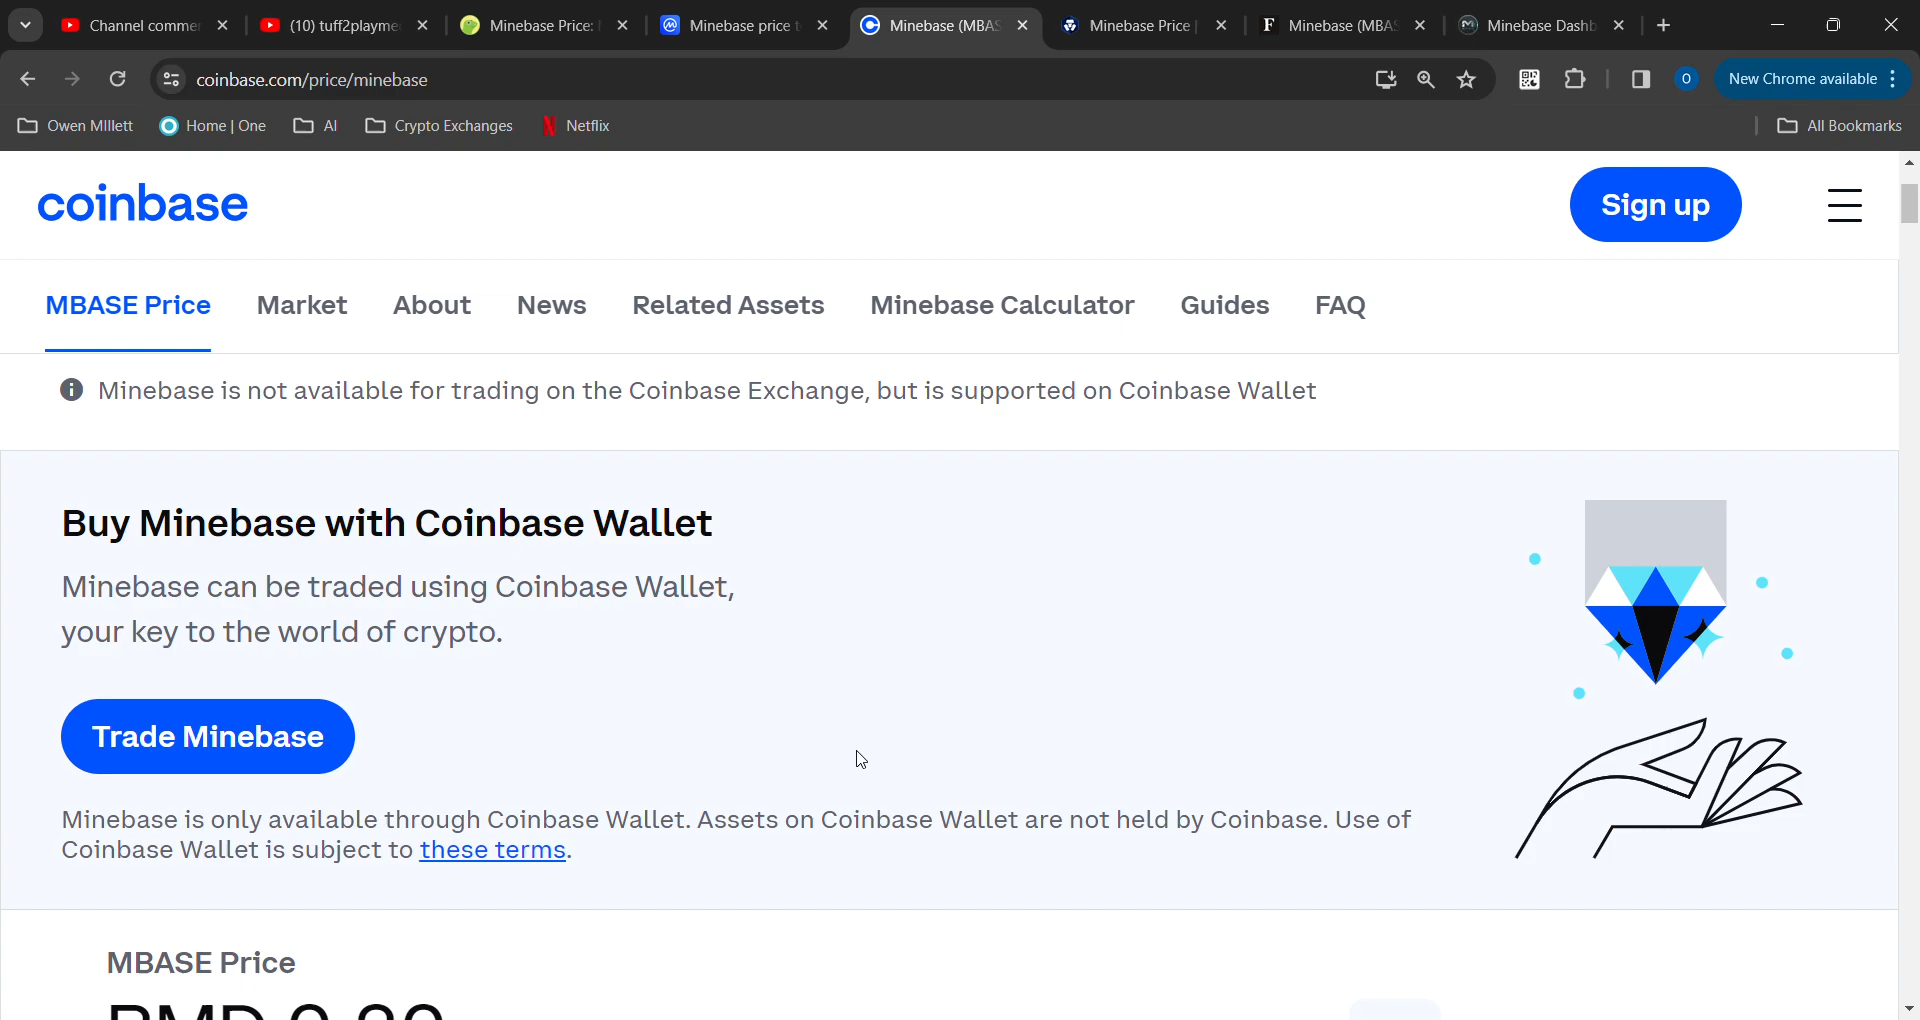 Channel comme
(10) tuff2playme
Minebase Price:
Minebase price t
Minebase (MBAS
Minebase Price |
Minebase (MBAS
Minebase Dashb
coinbase.com/price/minebase
O
New Chrome available
Owen MIllett
Home | One
AI
Crypto Exchanges
Netflix
All Bookmarks
coinbase
Sign up
MBASE Price
Market
About
News
Related Assets
Minebase Calculator
Guides
FAQ
Minebase is not available for trading on the Coinbase Exchange, but is supported on Coinbase Wallet
Buy Minebase with Coinbase Wallet
Minebase can be traded using Coinbase Wallet,
your key to the world of crypto.
Trade Minebase
Minebase is only available through Coinbase Wallet. Assets on Coinbase Wallet are not held by Coinbase. Use of
Coinbase Wallet is subject to these terms.
MBASE Price